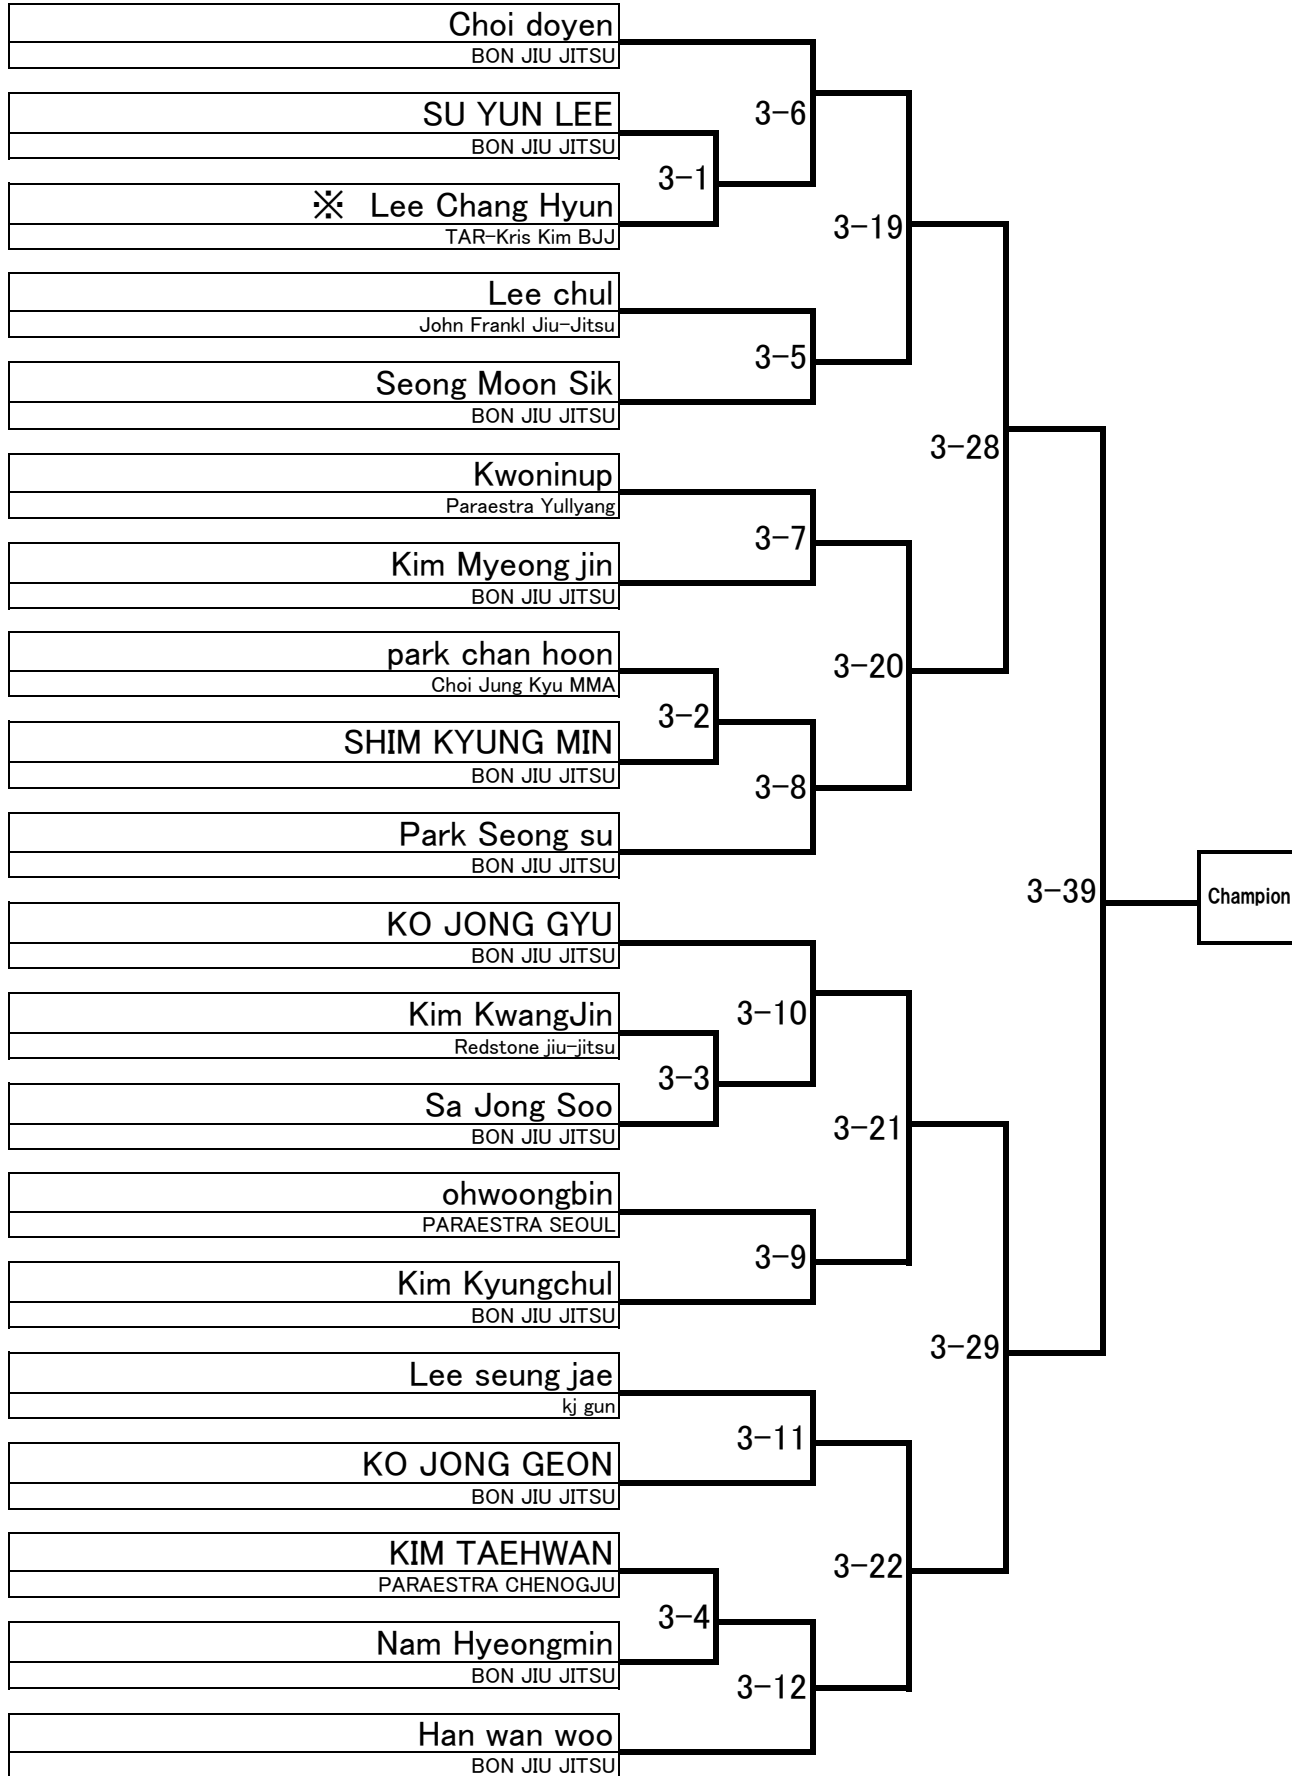 Choi doyen
BON JIU JITSU
SU YUN LEE
BON JIU JITSU
※ Lee Chang Hyun
TAR-Kris Kim BJJ
Lee chul
John Frankl Jiu-Jitsu
Seong Moon Sik
BON JIU JITSU
Kwoninup
Paraestra Yullyang
Kim Myeong jin
BON JIU JITSU
park chan hoon
Choi Jung Kyu MMA
SHIM KYUNG MIN
BON JIU JITSU
Park Seong su
BON JIU JITSU
KO JONG GYU
BON JIU JITSU
Kim KwangJin
Redstone jiu-jitsu
Sa Jong Soo
BON JIU JITSU
ohwoongbin
PARAESTRA SEOUL
Kim Kyungchul
BON JIU JITSU
Lee seung jae
kj gun
KO JONG GEON
BON JIU JITSU
KIM TAEHWAN
PARAESTRA CHENOGJU
Nam Hyeongmin
BON JIU JITSU
Han wan woo
BON JIU JITSU
3-1
3-2
3-3
3-4
3-6
3-5
3-7
3-8
3-10
3-9
3-11
3-12
3-19
3-20
3-21
3-22
3-28
3-29
3-39
Champion